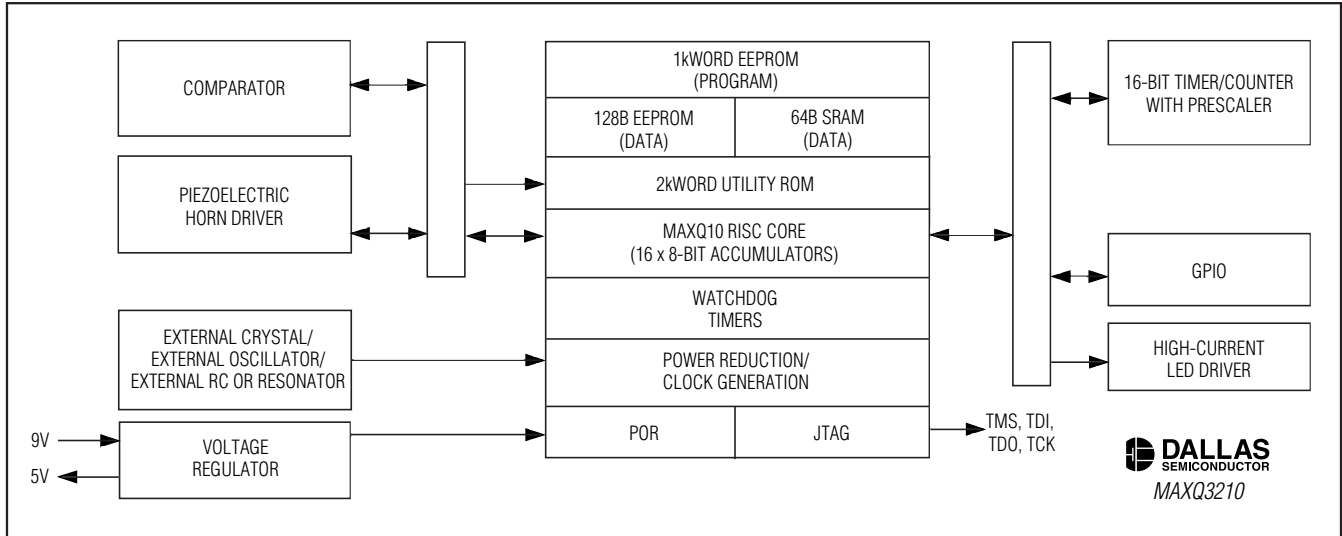 COMPARATOR
PIEZOELECTRIC
HORN DRIVER
EXTERNAL CRYSTAL/
EXTERNAL OSCILLATOR/
EXTERNAL RC OR RESONATOR
9V
5V
VOLTAGE
REGULATOR
1kWORD EEPROM
(PROGRAM)
128B EEPROM
(DATA)
64B SRAM
(DATA)
2kWORD UTILITY ROM
MAXQ10 RISC CORE
(16 x 8-BIT ACCUMULATORS)
WATCHDOG
TIMERS
POWER REDUCTION/
CLOCK GENERATION
POR
JTAG
TMS, TDI,
TDO, TCK
16-BIT TIMER/COUNTER
WITH PRESCALER
GPIO
HIGH-CURRENT
LED DRIVER
DALLAS
SEMICONDUCTOR
MAXQ3210